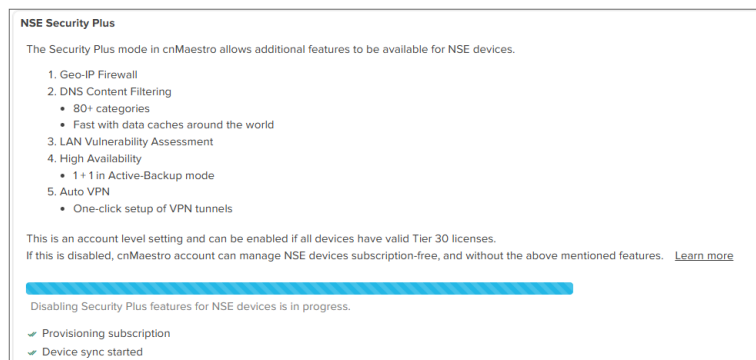 NSE Security Plus
The Security Plus mode in cnMaestro allows additional features to be available for NSE devices.
1. Geo-IP Firewall
2. DNS Content Filtering
• 80+ categories
• Fast with data caches around the world
3. LAN Vulnerability Assessment
4. High Availability
• 1 + 1 in Active-Backup mode
5. Auto VPN
• One-click setup of VPN tunnels
This is an account level setting and can be enabled if all devices have valid Tier 30 licenses.
If this is disabled, cnMaestro account can manage NSE devices subscription-free, and without the above mentioned features. Learn more
Disabling Security Plus features for NSE devices is in progress.
Provisioning subscription
Device sync started